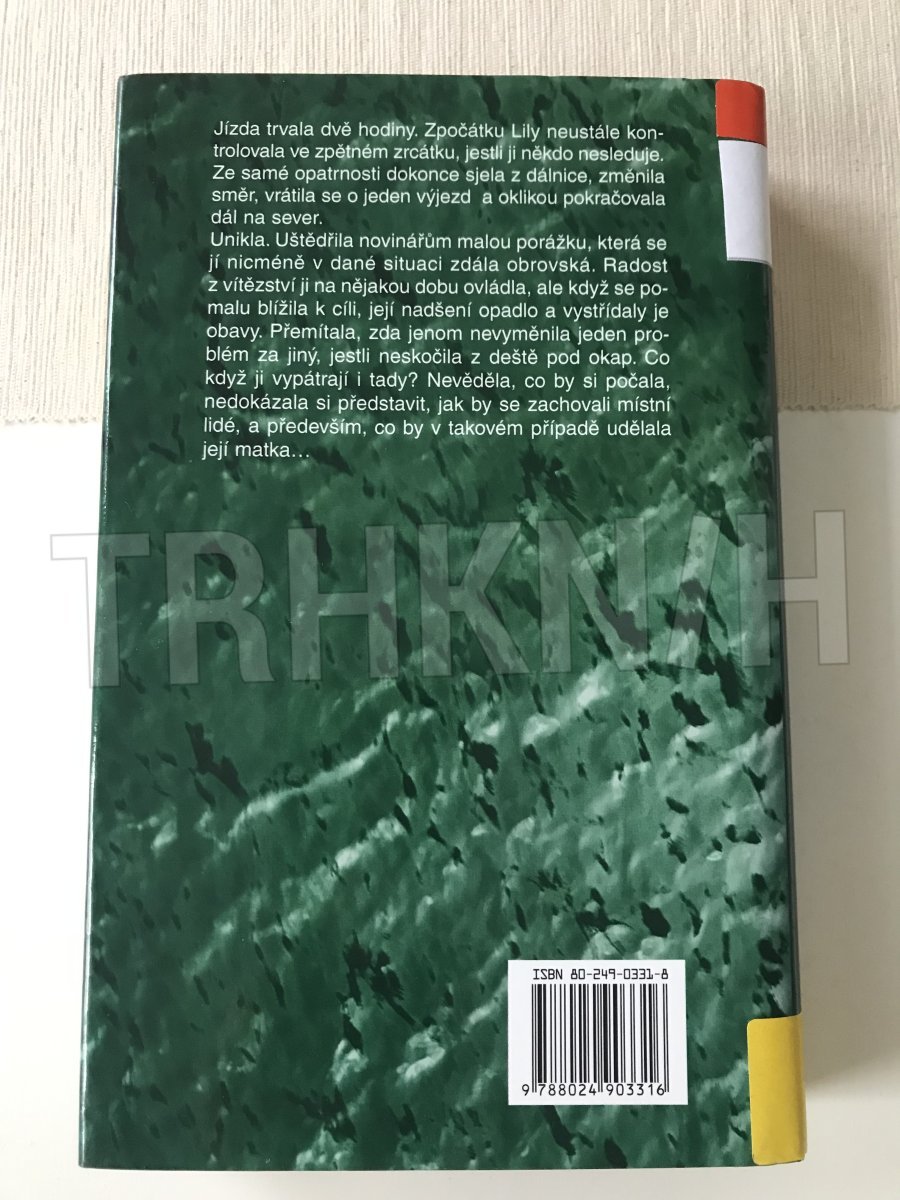 Jízda trvala dvě hodiny. Zpočátku Lily neustále kon-
trolovala ve zpětném zrcátku, jestli ji někdo nesleduje.
Ze samé opatrnosti dokonce sjela z dálnice, změnila
směr, vrátila se o jeden výjezd a oklikou pokračovala
dál na sever.
Unikla. Uštědřila novinářům malou porážku, která se
jí nicméně v dané situaci zdála obrovská. Radost
z vítězství ji na nějakou dobu ovládla, ale když se po-
malu blížila k cíli, její nadšení opadlo a vystřídaly je
obavy. Přemítala, zda jenom nevyměnila jeden pro-
blém za jiný, jestli neskočila z deště pod okap. Co
když ji vypátrají i tady? Nevěděla, co by si počala,
nedokázala si představit, jak by se zachovali místní
lidé, a především, co by v takovém případě udělala
její matka…
TRHKNIH
ISBN 80-249-0331-8
9 788024 903316